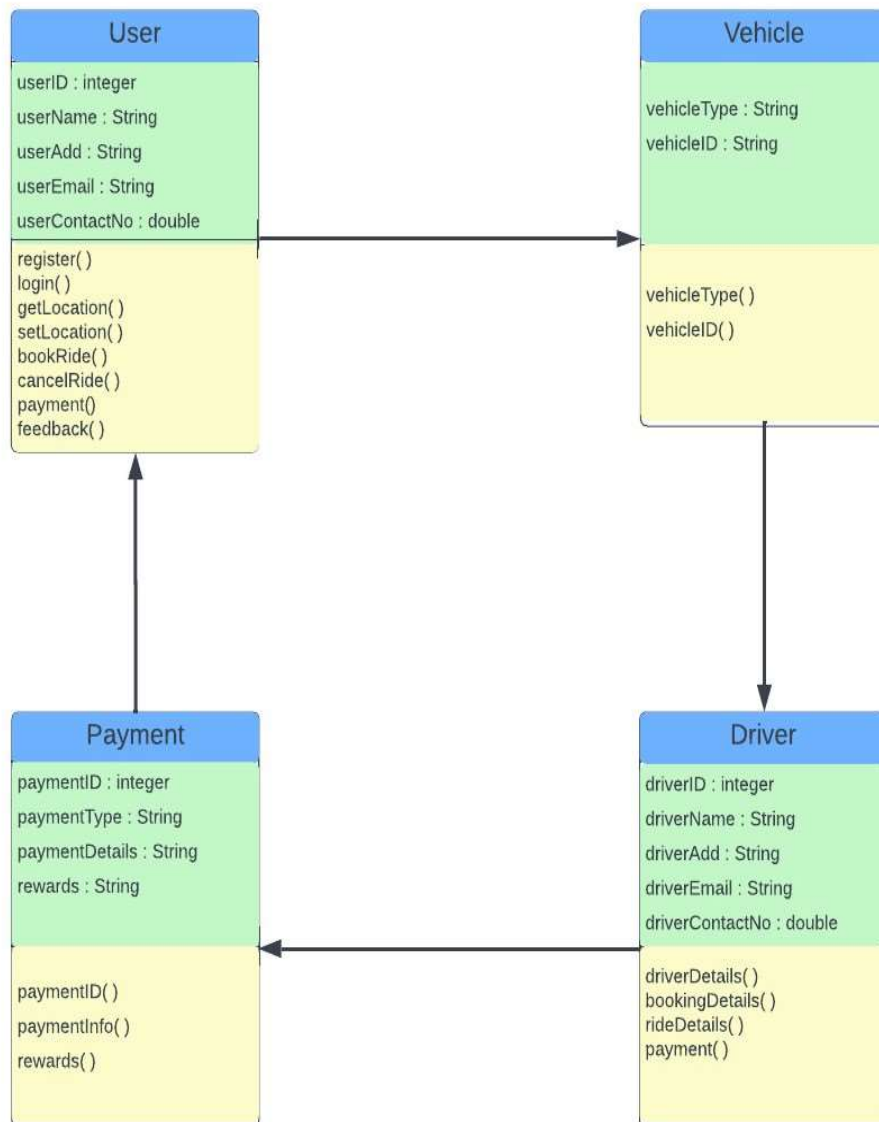 User
userID : integer
userName : String
userAdd : String
userEmail : String
userContactNo : double
register( )
login( )
getLocation( )
setLocation( )
bookRide( )
cancelRide( )
payment()
feedback( )
Vehicle
vehicleType : String
vehicleID : String
vehicleType( )
vehicleID( )
Payment
paymentID : integer
paymentType : String
paymentDetails : String
rewards : String
paymentID( )
paymentInfo( )
rewards( )
Driver
driverID : integer
driverName : String
driverAdd : String
driverEmail : String
driverContactNo : double
driverDetails( )
bookingDetails( )
rideDetails( )
payment( )